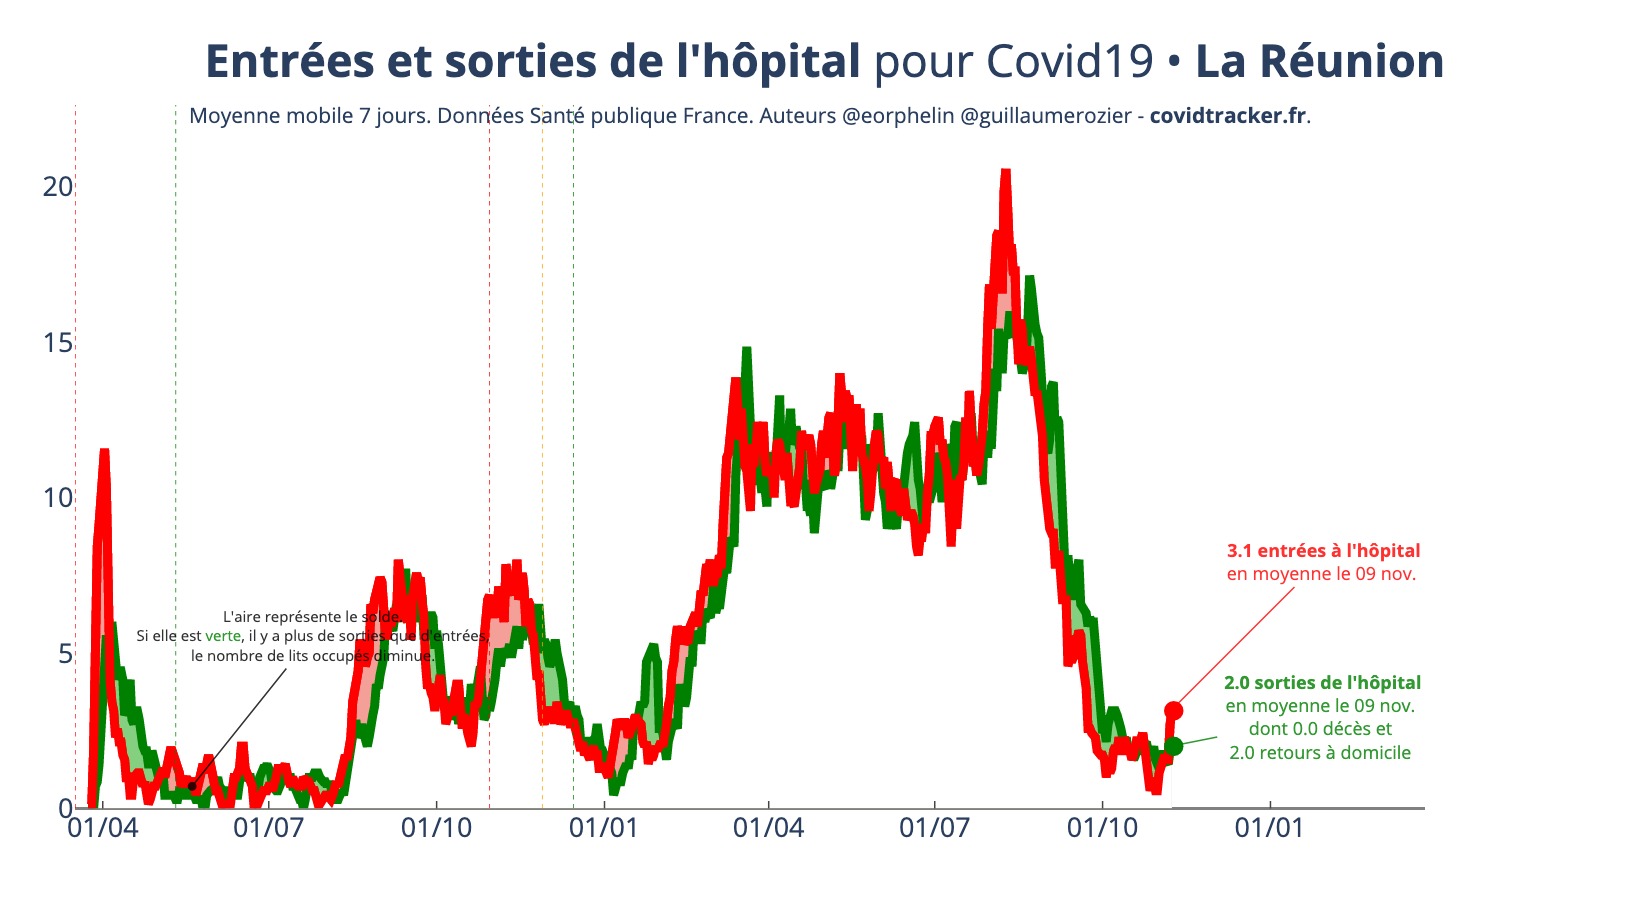 Entrées et sorties de l'hôpital pour Covid19 • La Réunion
Moyenne mobile 7 jours. Données Santé publique France. Auteurs @eorphelin @guillaumerozier - covidtracker.fr.
20
15
10
5
0
L'aire représente le solde.
Si elle est verte, il y a plus de sorties que d'entrées,
le nombre de lits occupés diminue.
3.1 entrées à l'hôpital
en moyenne le 09 nov.
2.0 sorties de l'hôpital
en moyenne le 09 nov.
dont 0.0 décès et
2.0 retours à domicile
01/04 01/07 01/10 01/01 01/04 01/07 01/10 01/01